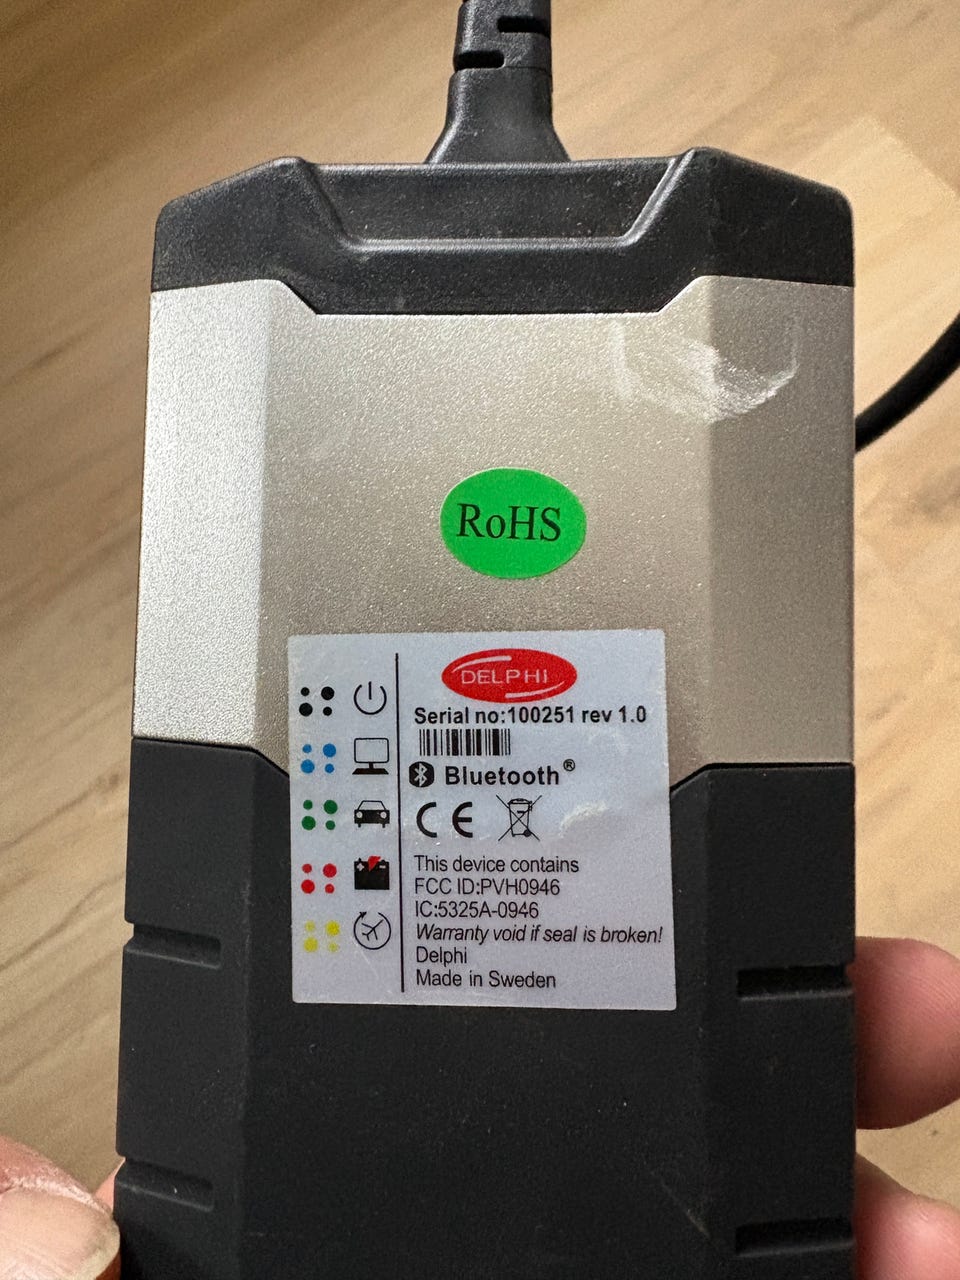 RoHS
DELPHI
Serial no:100251 rev 1.0
Bluetooth®
CE
This device contains
FCC ID:PVH0946
IC:5325A-0946
Warranty void if seal is broken!
Delphi
Made in Sweden